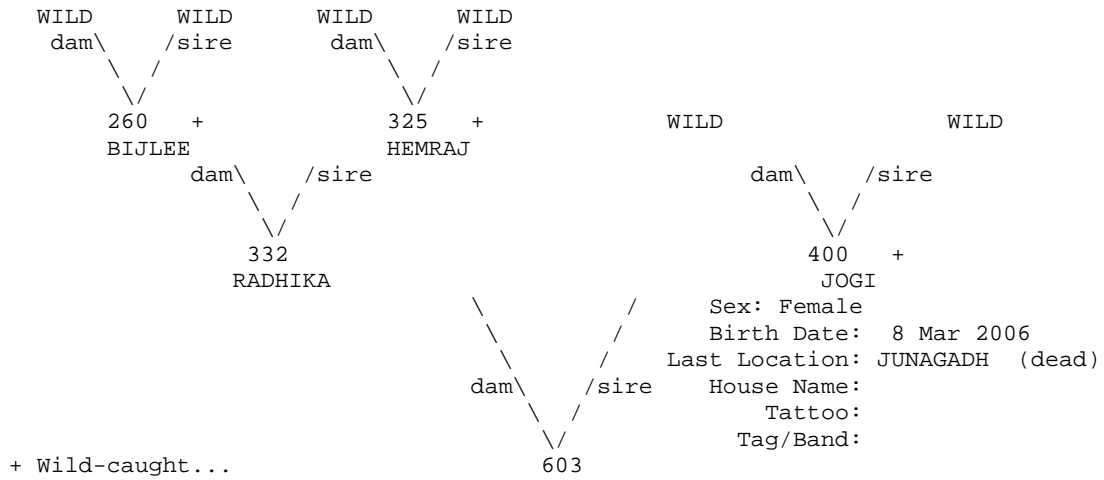 WILD WILD WILD WILD
dam\ /sire dam\ /sire
\ / \ /
\/ \/
260 + 325 + WILD WILD
BIJLEE HEMRAJ
dam\ /sire dam\ /sire
\ / \ /
\/ \/
332 400 +
RADHIKA JOGI
\ / Sex: Female
\ / Birth Date: 8 Mar 2006
\ / Last Location: JUNAGADH (dead)
dam\ /sire House Name:
\ / Tattoo:
\/ Tag/Band:
+ Wild-caught... 603